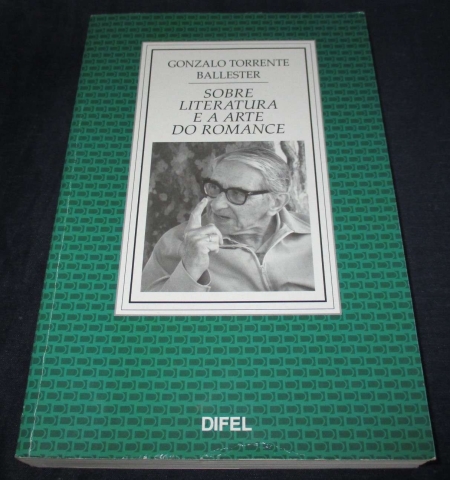 GONZALO TORRENTE
BALLESTER
SOBRE
LITERATURA
E A ARTE
DO ROMANCE
DIFEL